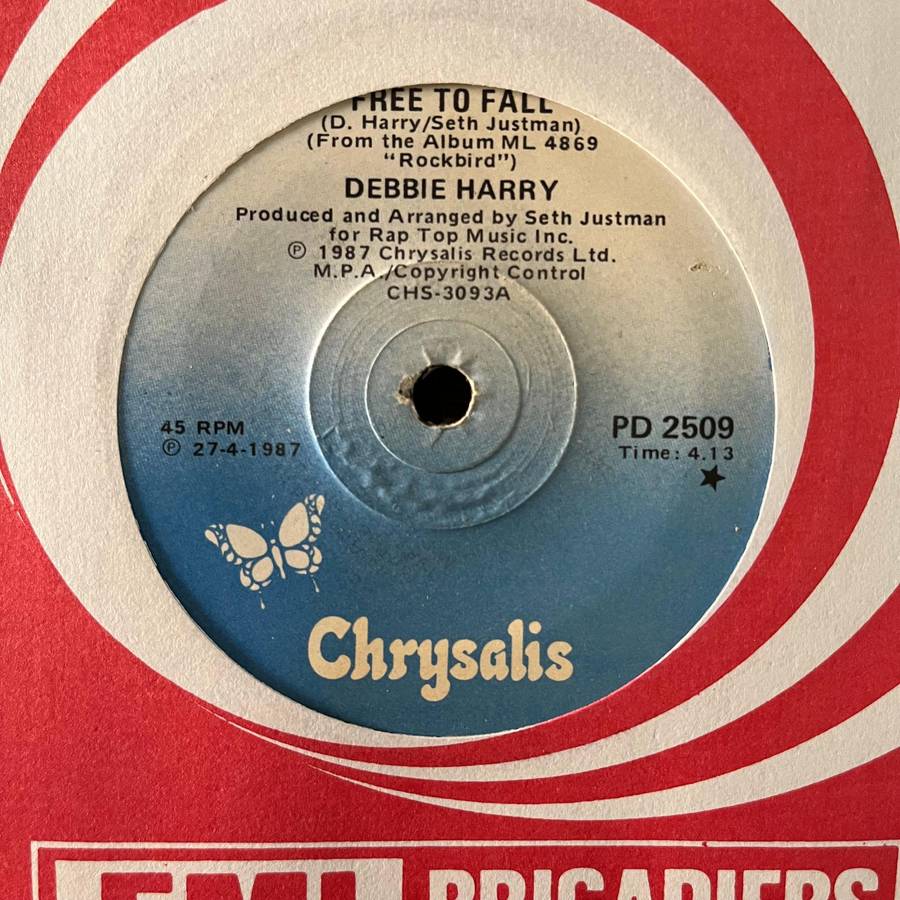 FREE TO FALL
(D. Harry/Seth Justman)
(From the Album ML 4869
"Rockbird")
DEBBIE HARRY
Produced and Arranged by Seth Justman
for Rap Top Music Inc.
℗ 1987 Chrysalis Records Ltd.
M.P.A./Copyright Control
CHS-3093A
45 RPM
℗ 27-4-1987
PD 2509
Time: 4.13
Chrysalis
EMI BRIGADIERS